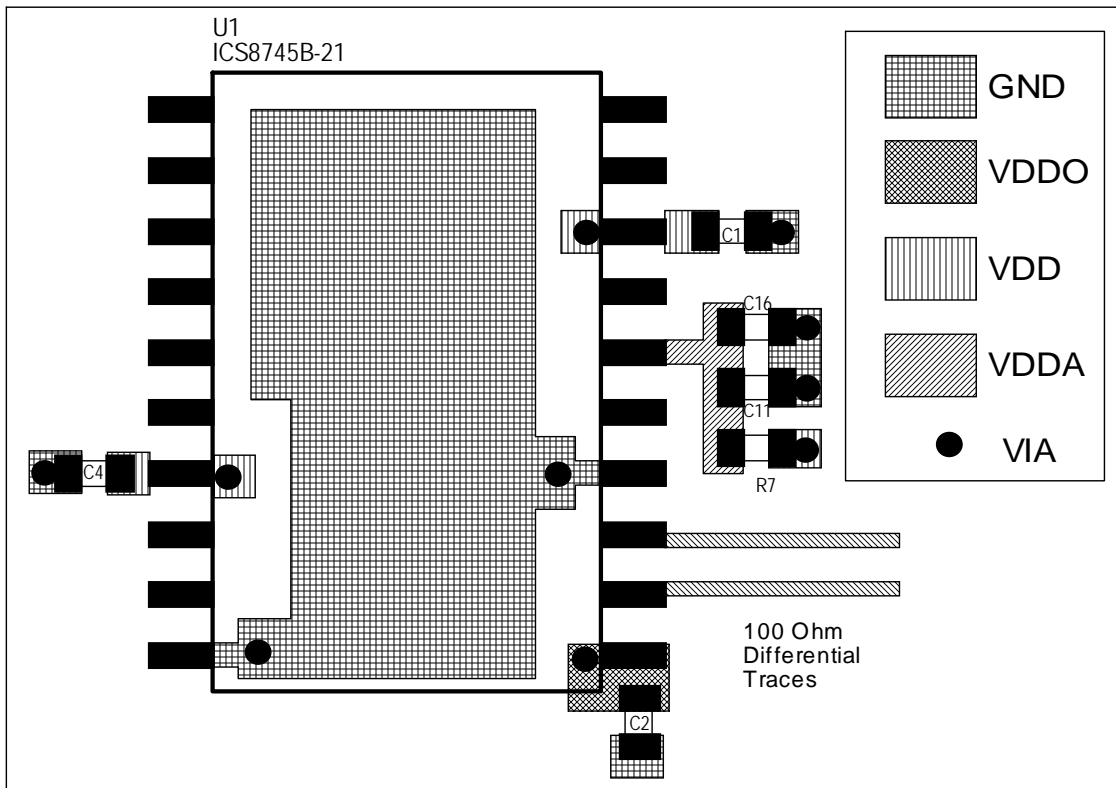 U1
ICS8745B-21
GND
VDDO
C1
VDD
C16
VDDA
C11
VIA
C4
R7
100 Ohm
Differential
Traces
C2